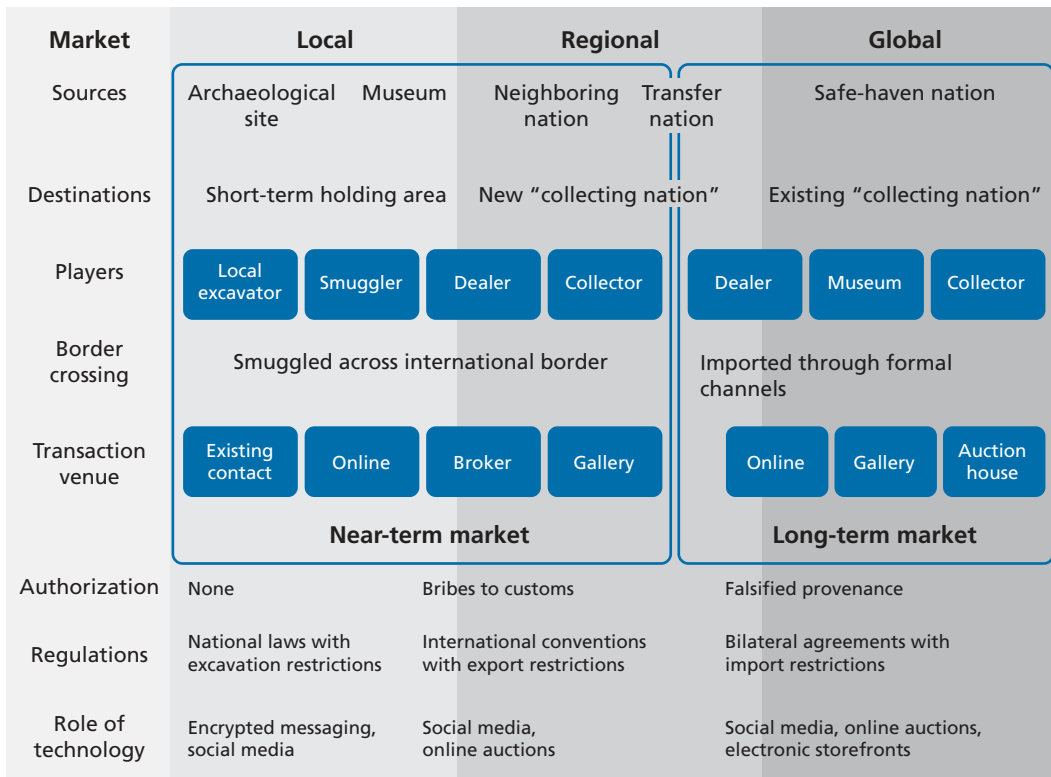 Market Local Regional Global
Sources Archaeological site Museum Neighboring nation Transfer nation Safe-haven nation
Destinations Short-term holding area New “collecting nation” Existing “collecting nation”
Players Local excavator Smuggler Dealer Collector Dealer Museum Collector
Border crossing Smuggled across international border Imported through formal channels
Transaction venue Existing contact Online Broker Gallery Online Gallery Auction house
Near-term market Long-term market
Authorization None Bribes to customs Falsified provenance
Regulations National laws with excavation restrictions International conventions with export restrictions Bilateral agreements with import restrictions
Role of technology Encrypted messaging, social media Social media, online auctions Social media, online auctions, electronic storefronts